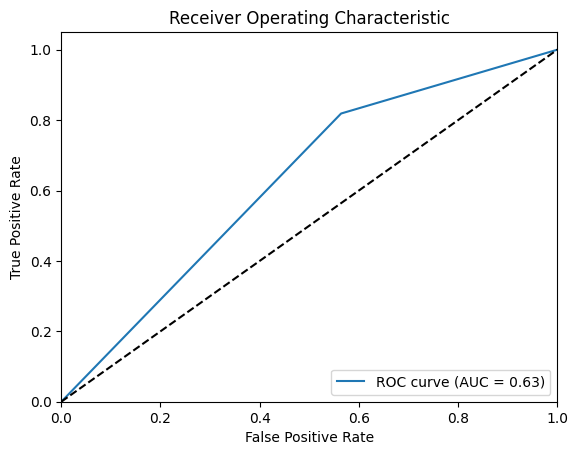 Receiver Operating Characteristic
True Positive Rate
1.0
0.8
0.6
0.4
0.2
0.0
0.0 0.2 0.4 0.6 0.8 1.0
False Positive Rate
ROC curve (AUC = 0.63)